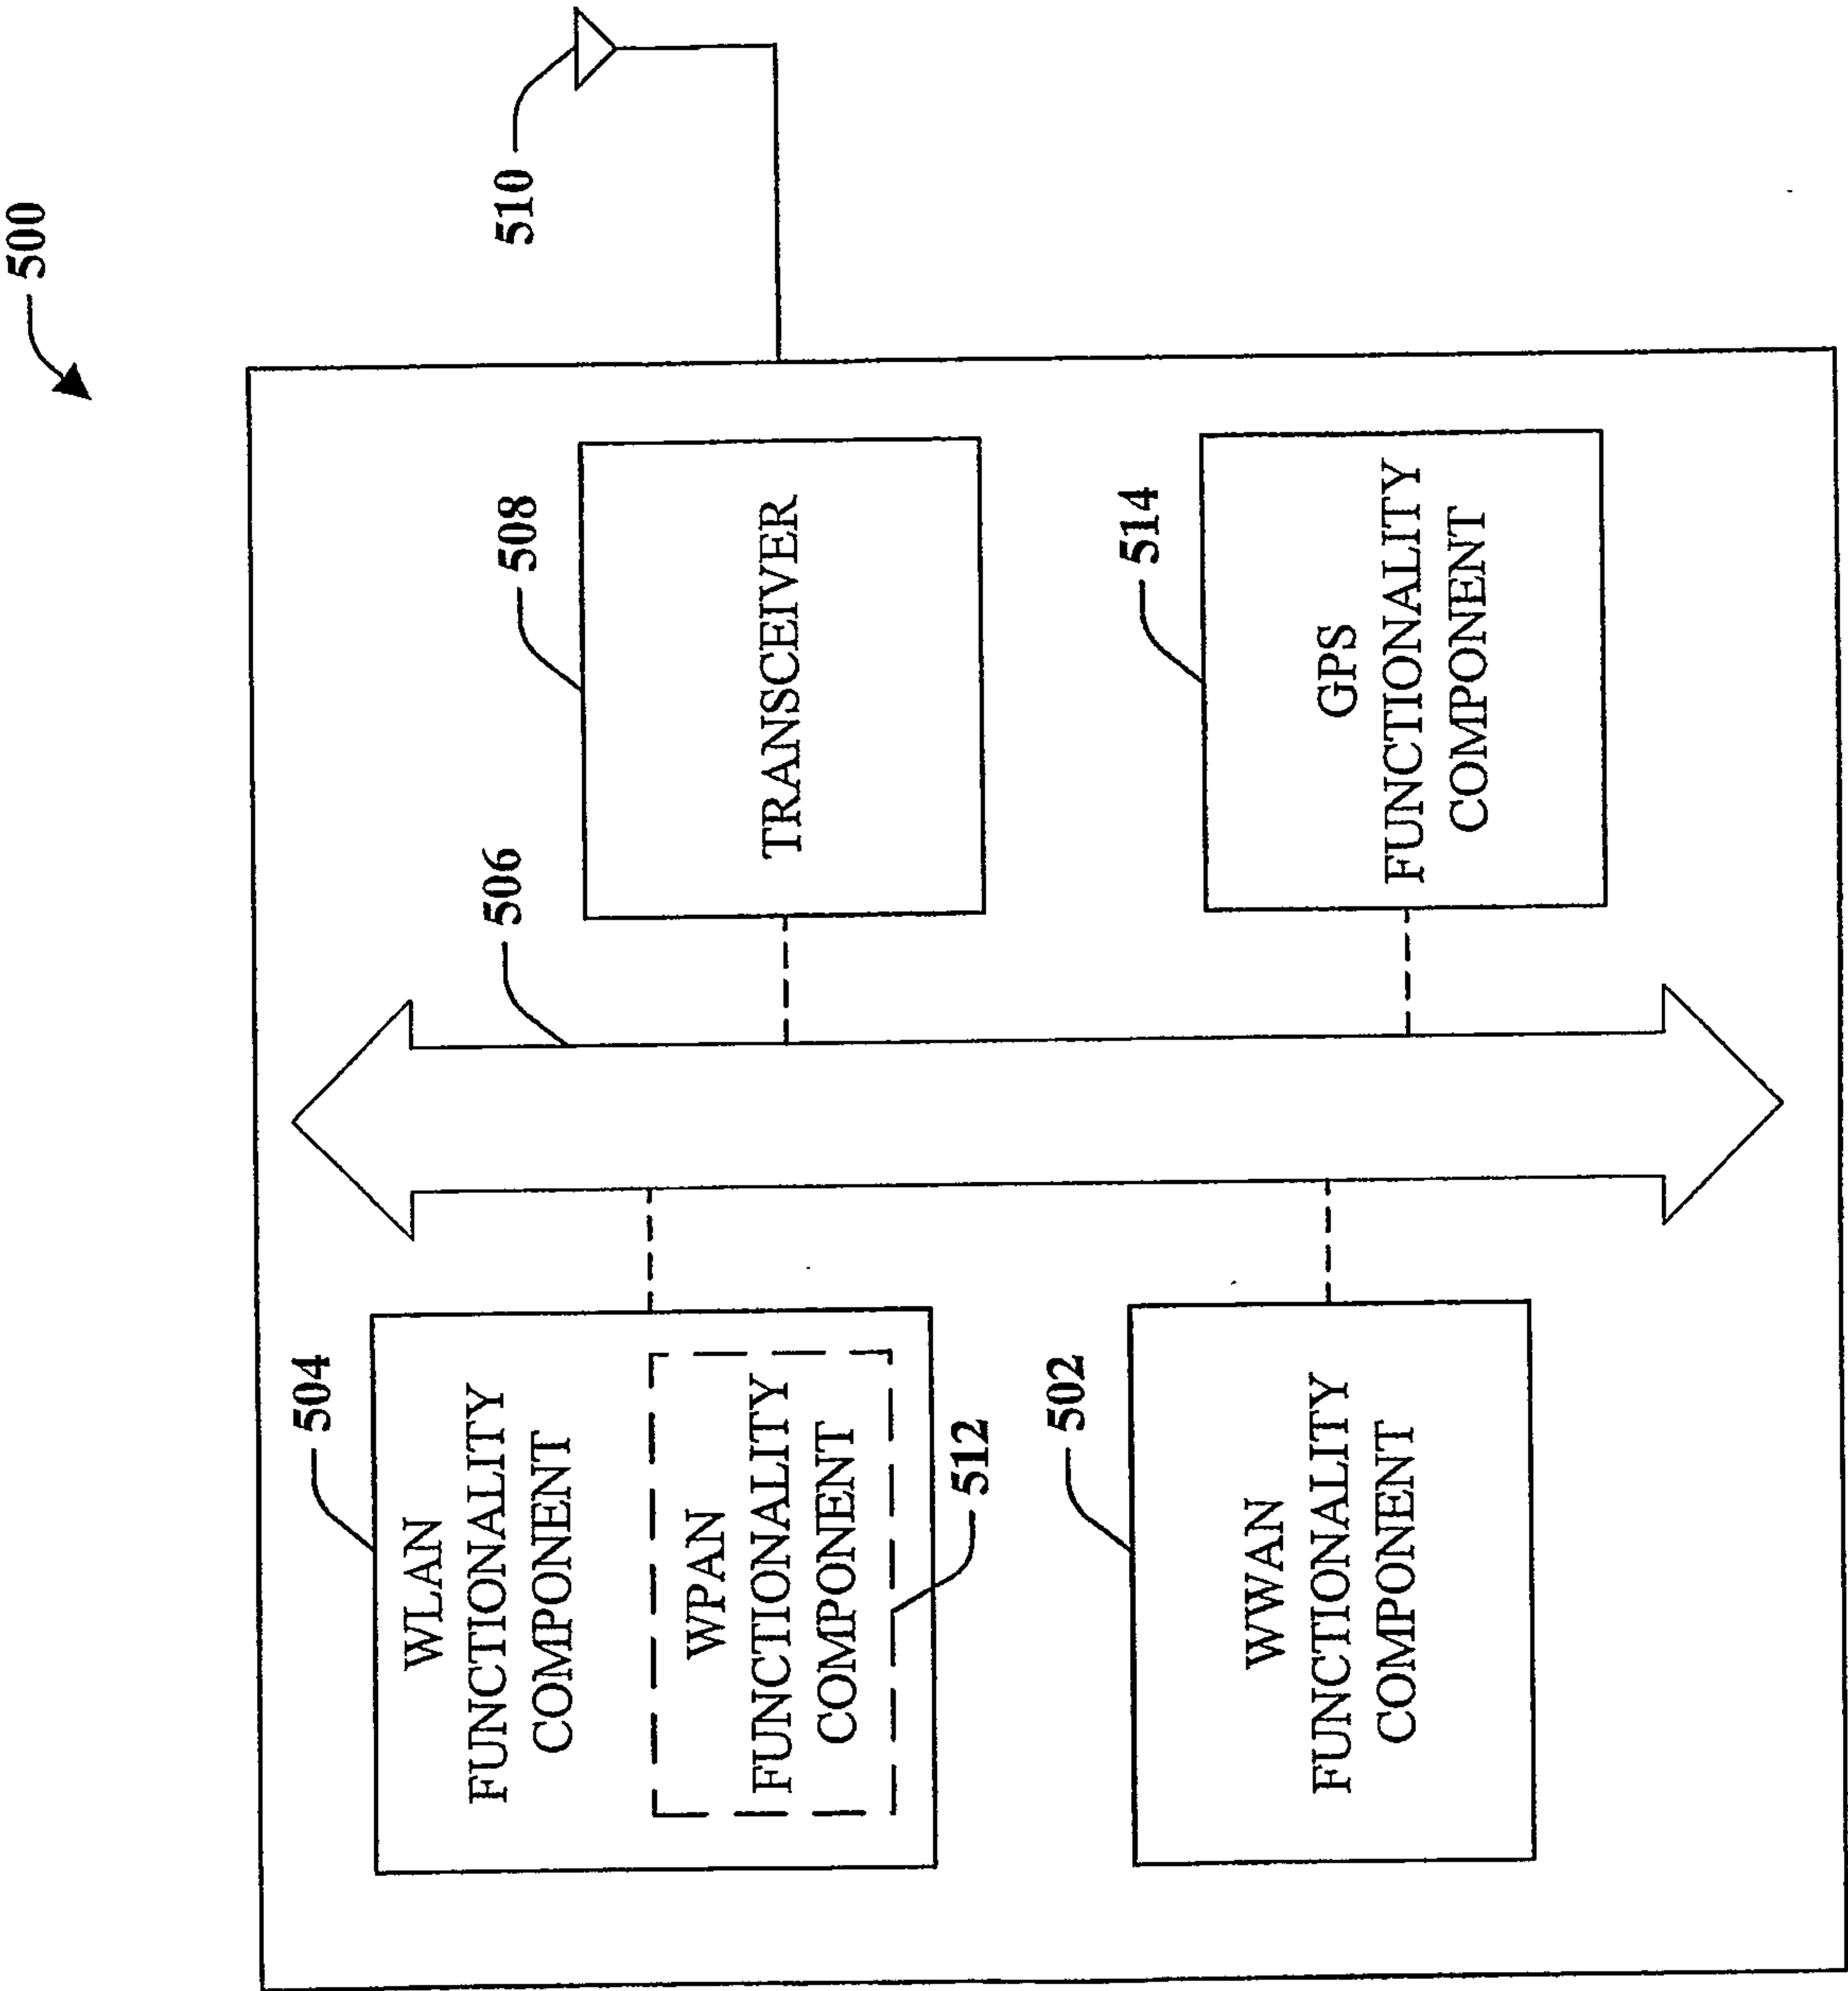 500
510
504
WLAN
FUNCTIONALITY
COMPONENT
WPAN
FUNCTIONALITY
COMPONENT
512
506
508
TRANSCEIVER
502
WWAN
FUNCTIONALITY
COMPONENT
514
GPS
FUNCTIONALITY
COMPONENT